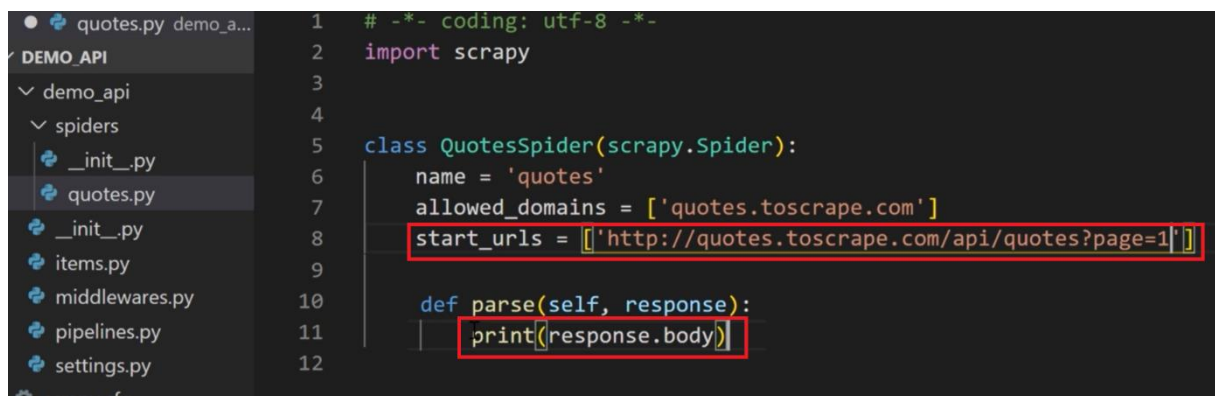 quotes.py demo_a...
DEMO_API
demo_api
spiders
__init__.py
quotes.py
__init__.py
items.py
middlewares.py
pipelines.py
settings.py
1 # -*- coding: utf-8 -*-
2 import scrapy
3
4
5 class QuotesSpider(scrapy.Spider):
6 name = 'quotes'
7 allowed_domains = ['quotes.toscrape.com']
8 start_urls = ['http://quotes.toscrape.com/api/quotes?page=1']
9
10 def parse(self, response):
11 print(response.body)
12